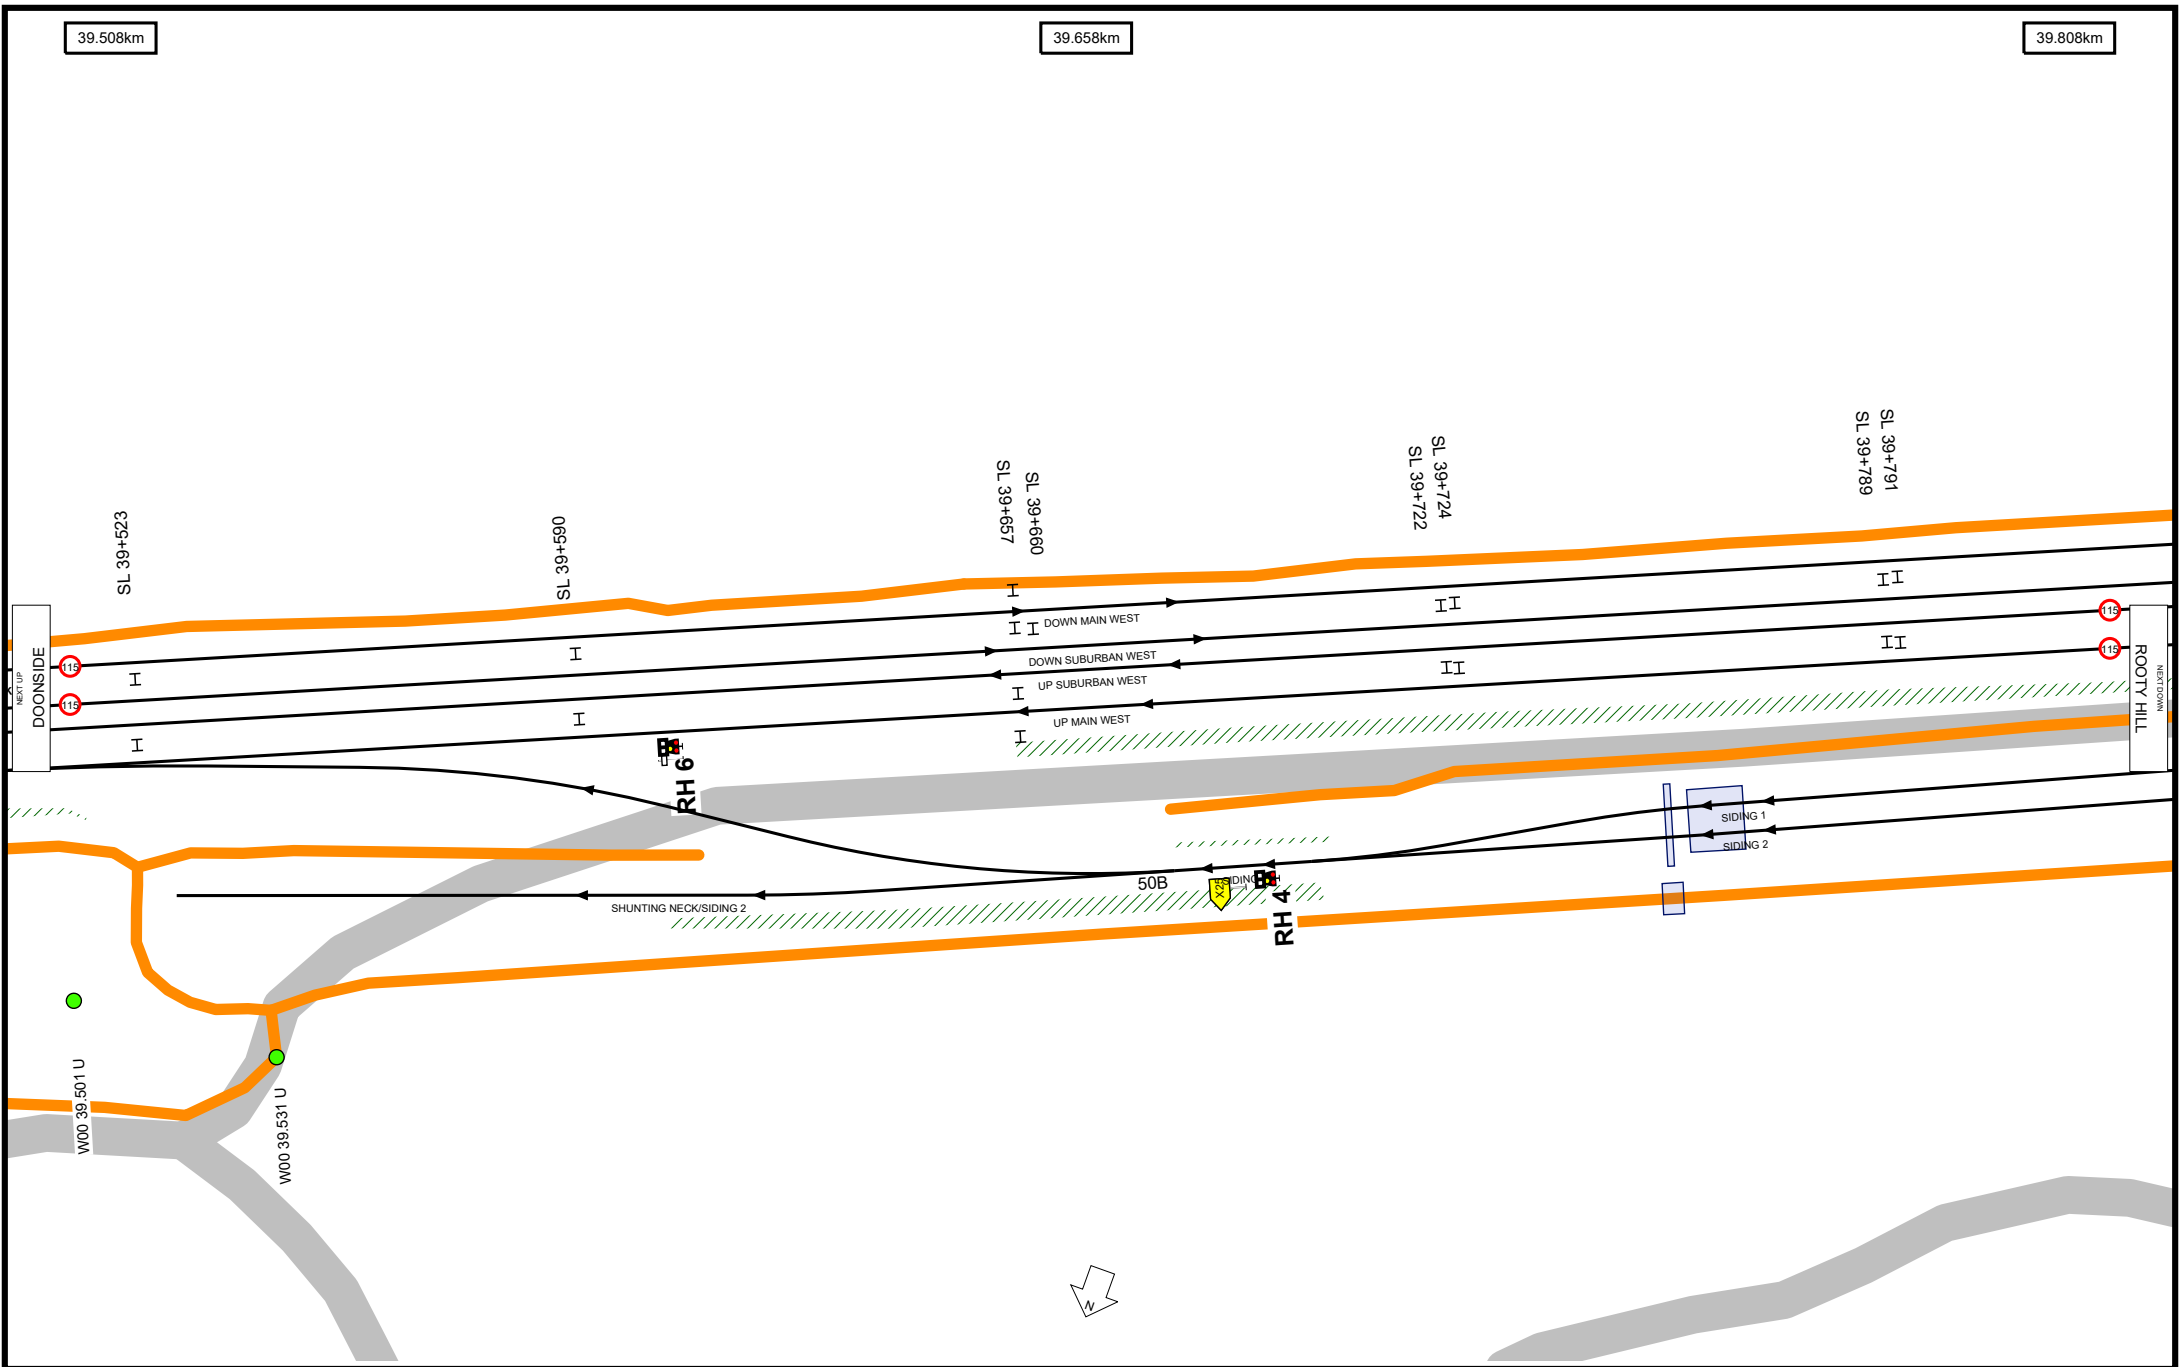 39.508km
39.658km
39.808km
SL 39+523
SL 39+590
SL 39+657
SL 39+660
SL 39+722
SL 39+724
SL 39+789
SL 39+791
NEXT UP
DOONSIDE
115
115
115
115
ROOTY HILL
NEXT DOWN
DOWN MAIN WEST
DOWN SUBURBAN WEST
UP SUBURBAN WEST
UP MAIN WEST
RH 6
SIDING 1
SIDING 2
50B
X25
SIDING
RH 4
SHUNTING NECK/SIDING 2
W00 39.501 U
W00 39.531 U
N